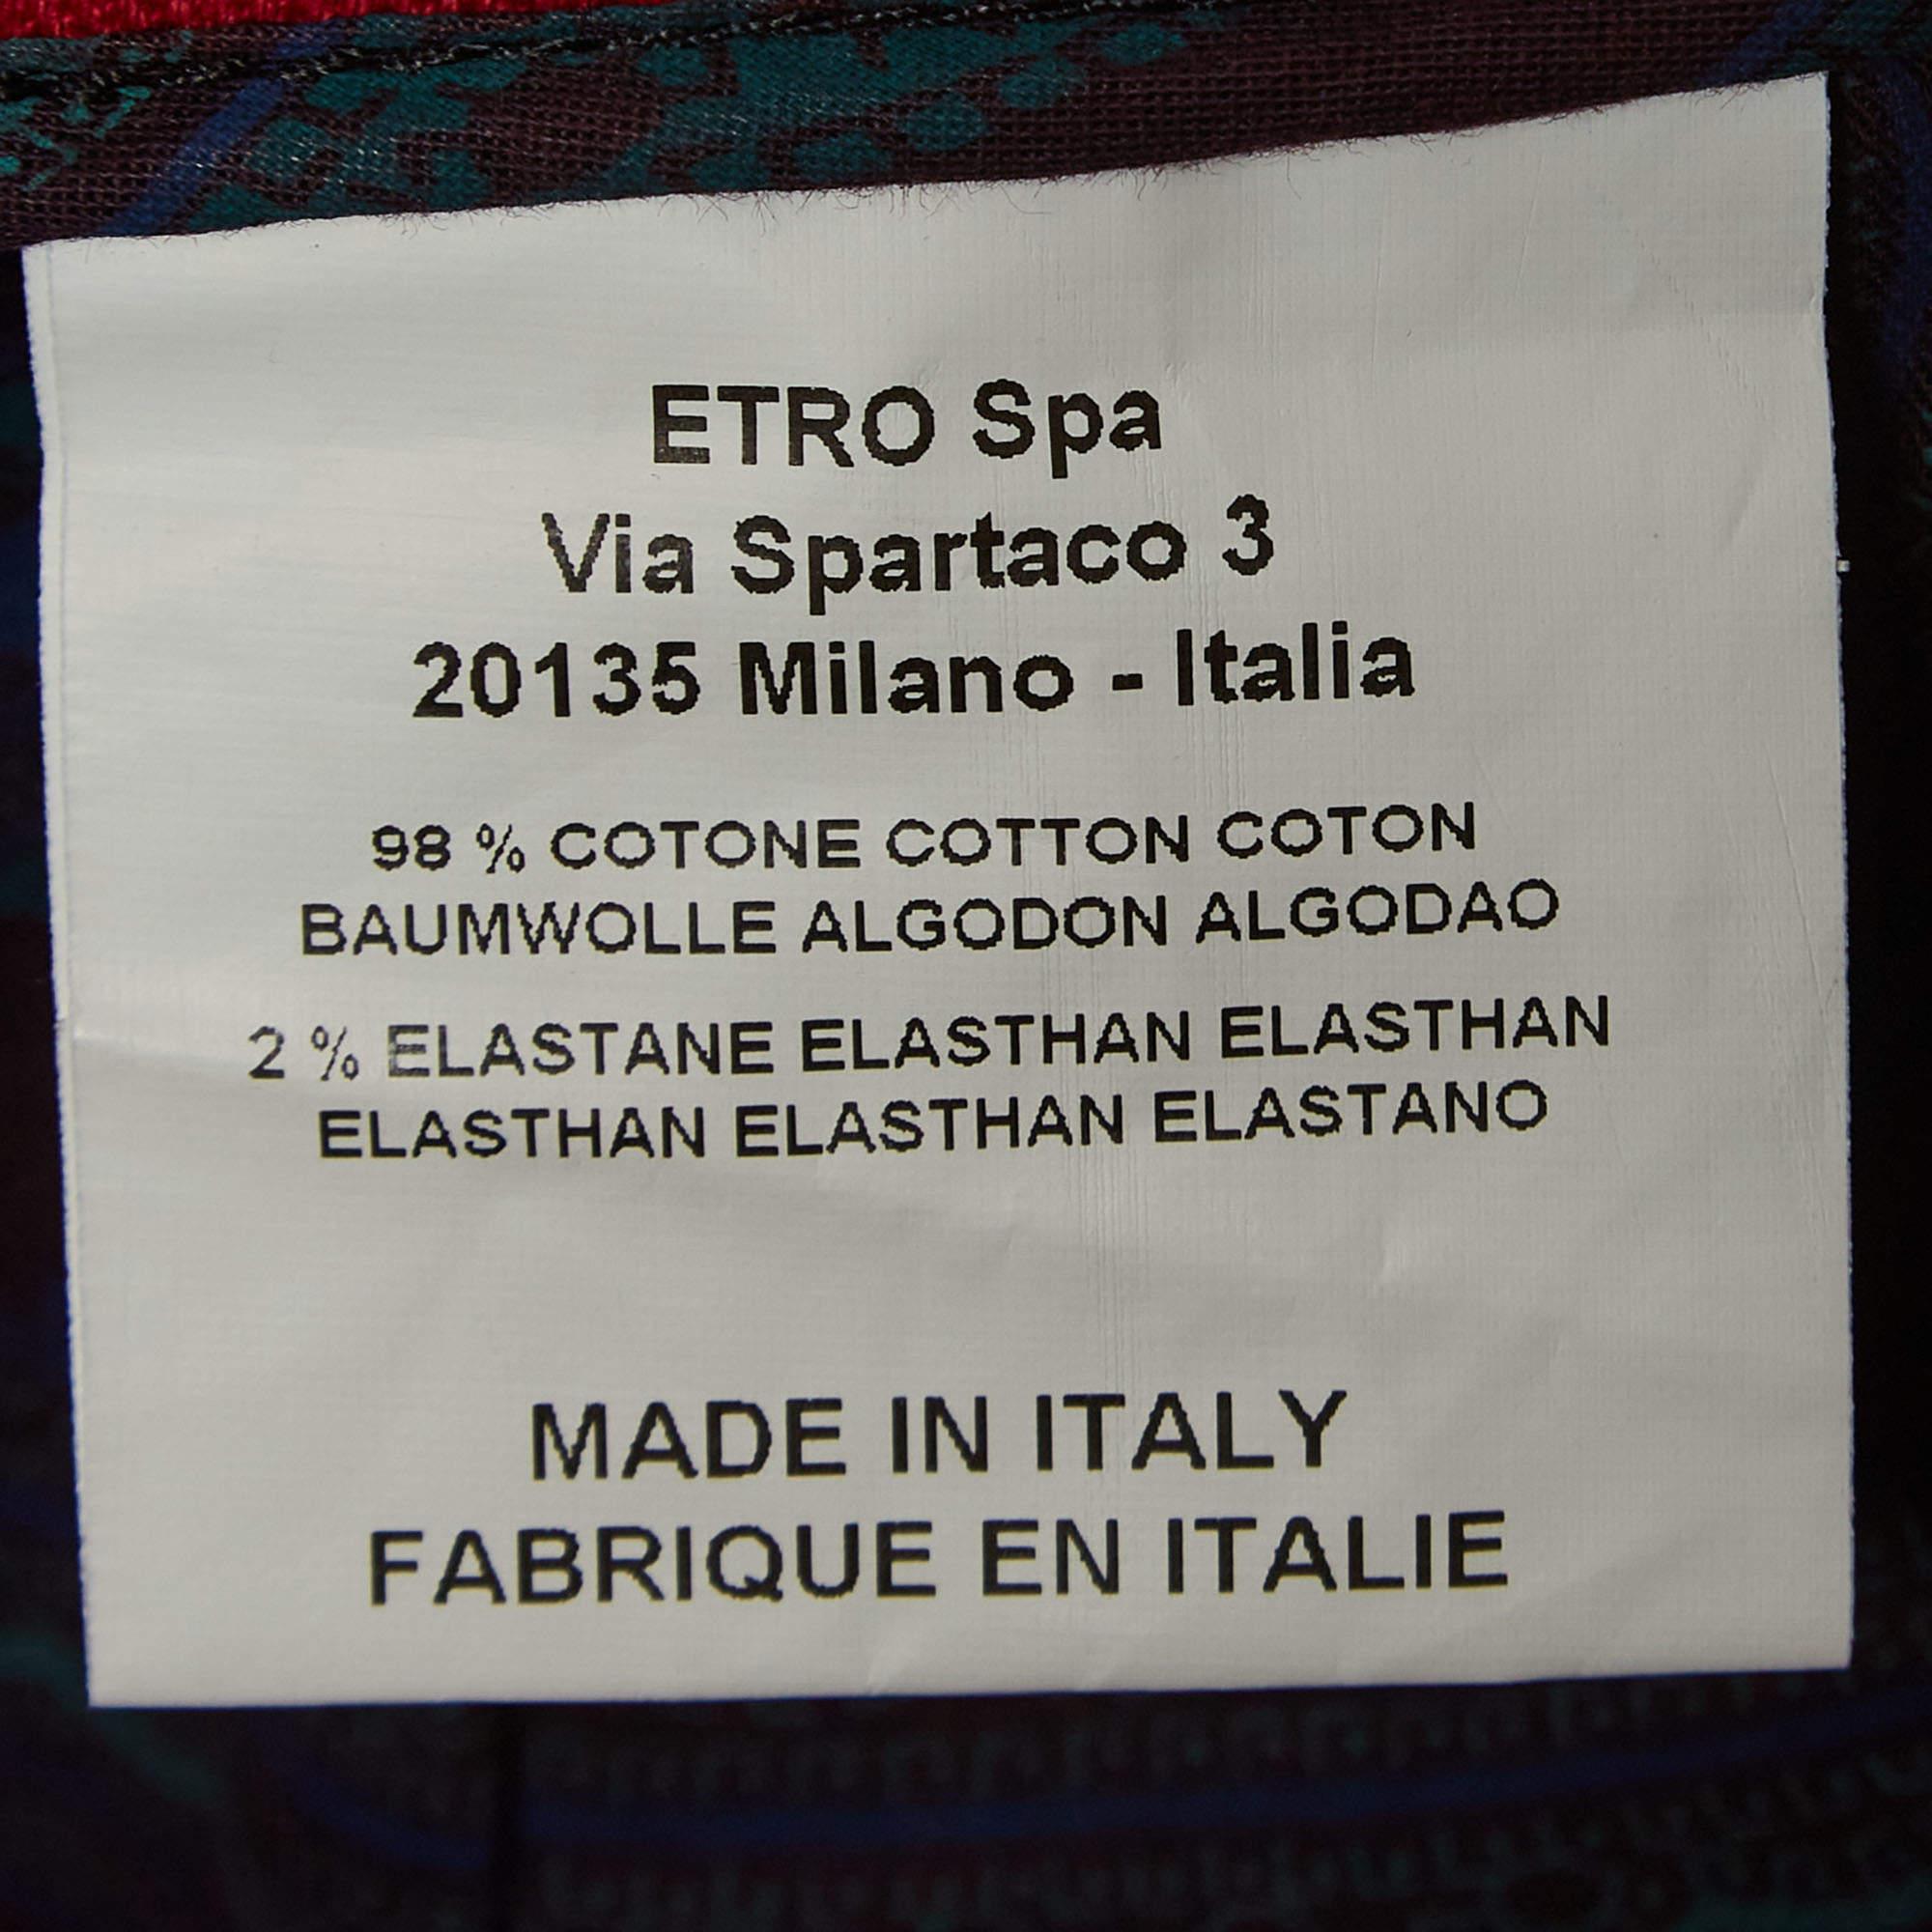 ETRO Spa
Via Spartaco 3
20135 Milano - Italia
98 % COTONE COTTON COTON
BAUMWOLLE ALGODON ALGODAO
2 % ELASTANE ELASTHAN ELASTHAN
ELASTHAN ELASTHAN ELASTANO
MADE IN ITALY
FABRIQUE EN ITALIE